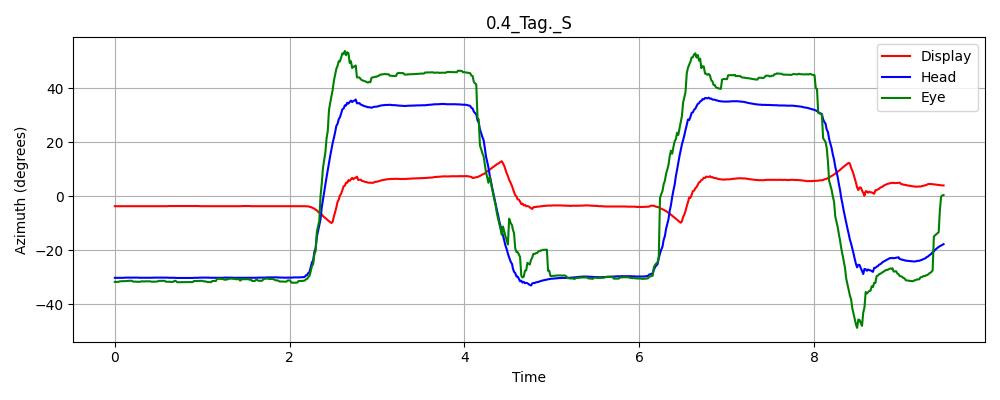 0.4_Tag._S
Display
Head
Eye
40
20
0
−20
−40
Azimuth (degrees)
0 2 4 6 8
Time